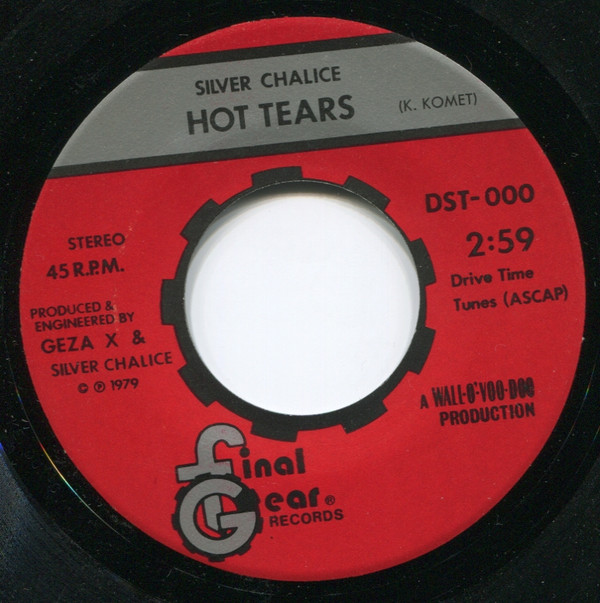 SILVER CHALICE
HOT TEARS
(K. KOMET)
DST-000
2:59
Drive Time
Tunes (ASCAP)
STEREO
45 R.P.M.
PRODUCED &
ENGINEERED BY
GEZA X &
SILVER CHALICE
© ℗ 1979
A WALL-O'-VOO-DOO
PRODUCTION
final
Gear®
RECORDS